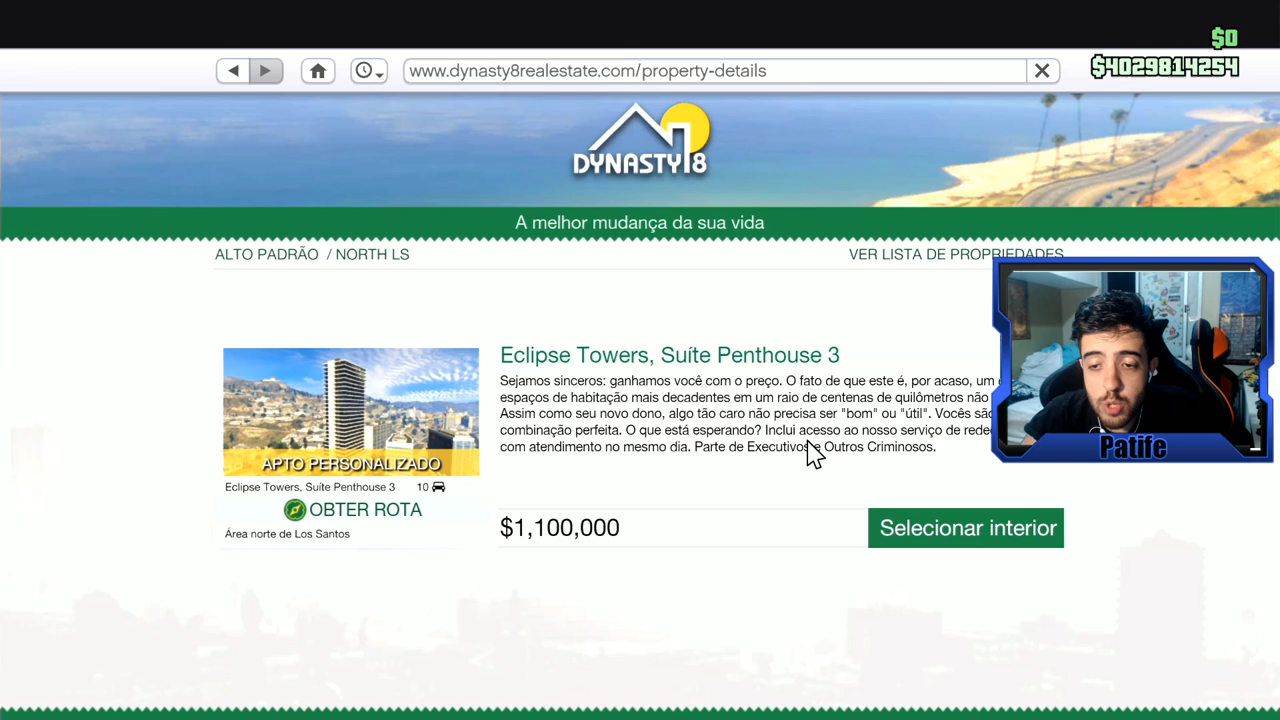 $0
www.dynasty8realestate.com/property-details
$4029814254
DYNASTY 8
A melhor mudança da sua vida
ALTO PADRÃO / NORTH LS
VER LISTA DE PROPRIEDADES
Eclipse Towers, Suíte Penthouse 3
Sejamos sinceros: ganhamos você com o preço. O fato de que este é, por acaso, um
espaços de habitação mais decadentes em um raio de centenas de quilômetros não
Assim como seu novo dono, algo tão caro não precisa ser "bom" ou "útil". Vocês
combinação perfeita. O que está esperando? Inclui acesso ao nosso serviço de
com atendimento no mesmo dia. Parte de Executivos e Outros Criminosos.
Patife
APTO PERSONALIZADO
Eclipse Towers, Suíte Penthouse 3 10
OBTER ROTA
Área norte de Los Santos
$1,100,000
Selecionar interior